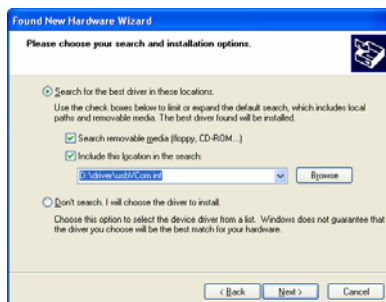 Found New Hardware Wizard
Please choose your search and installation options.
Search for the best driver in these locations.
Use the check boxes below to limit or expand the default search, which includes local
paths and removable media. The best driver found will be installed.
Search removable media (floppy, CD-ROM...)
Include this location in the search:
D:\driver\usbVCom.inf
Browse
Don't search. I will choose the driver to install.
Choose this option to select the device driver from a list. Windows does not guarantee that
the driver you choose will be the best match for your hardware.
< Back
Next >
Cancel